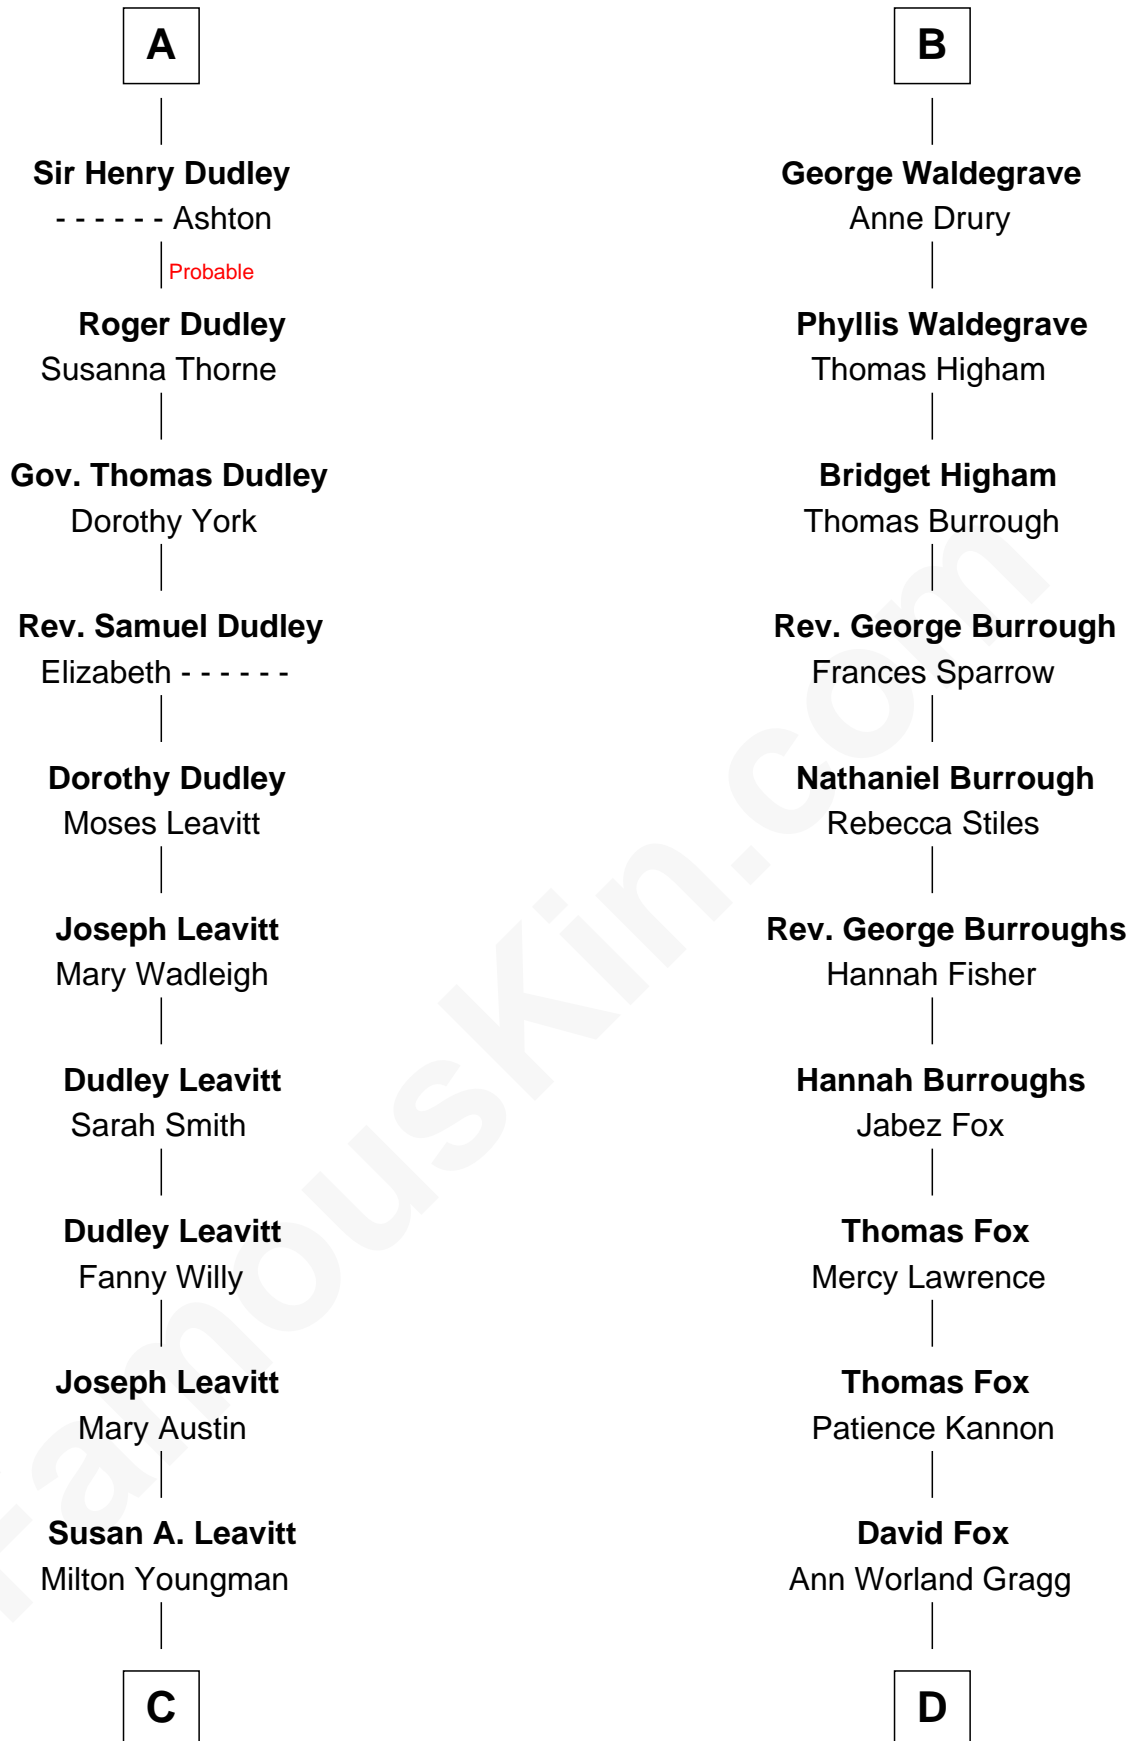 A
Sir Henry Dudley
- - - - - - Ashton
Probable
Roger Dudley
Susanna Thorne
Gov. Thomas Dudley
Dorothy York
Rev. Samuel Dudley
Elizabeth - - - - - -
Dorothy Dudley
Moses Leavitt
Joseph Leavitt
Mary Wadleigh
Dudley Leavitt
Sarah Smith
Dudley Leavitt
Fanny Willy
Joseph Leavitt
Mary Austin
Susan A. Leavitt
Milton Youngman
C
B
George Waldegrave
Anne Drury
Phyllis Waldegrave
Thomas Higham
Bridget Higham
Thomas Burrough
Rev. George Burrough
Frances Sparrow
Nathaniel Burrough
Rebecca Stiles
Rev. George Burroughs
Hannah Fisher
Hannah Burroughs
Jabez Fox
Thomas Fox
Mercy Lawrence
Thomas Fox
Patience Kannon
David Fox
Ann Worland Gragg
D
FamousKin.com